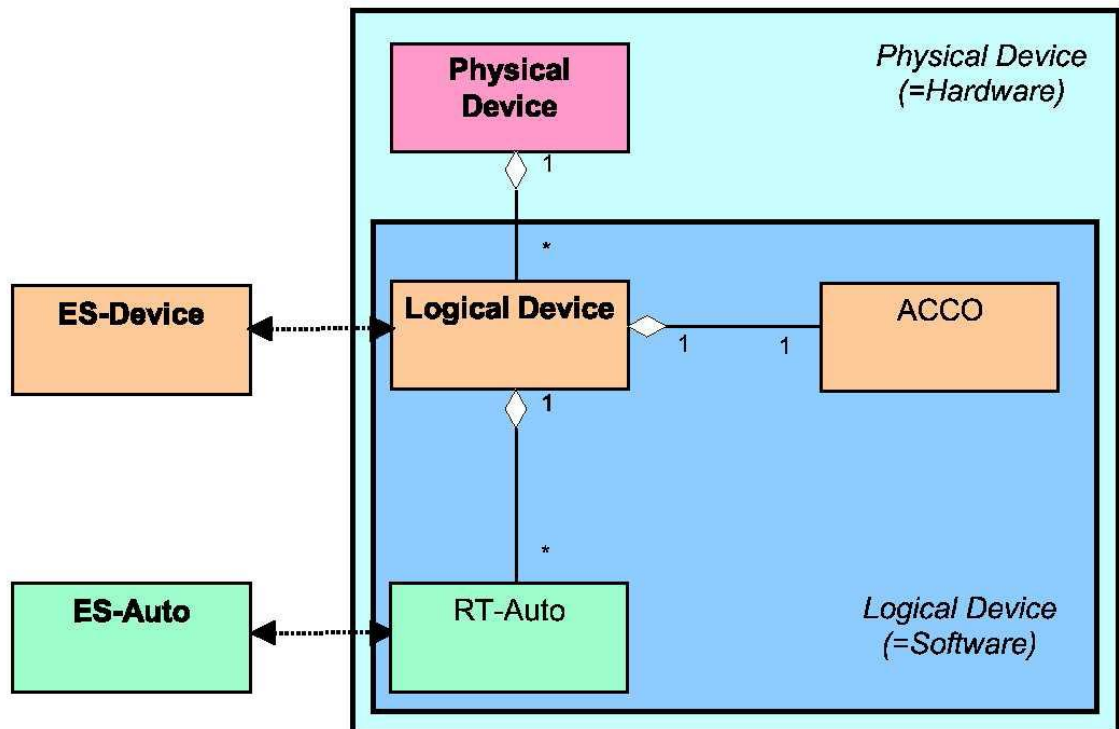 Physical
Device
Physical Device
(=Hardware)
1
*
ES-Device
Logical Device
ACCO
1
1
1
*
ES-Auto
RT-Auto
Logical Device
(=Software)